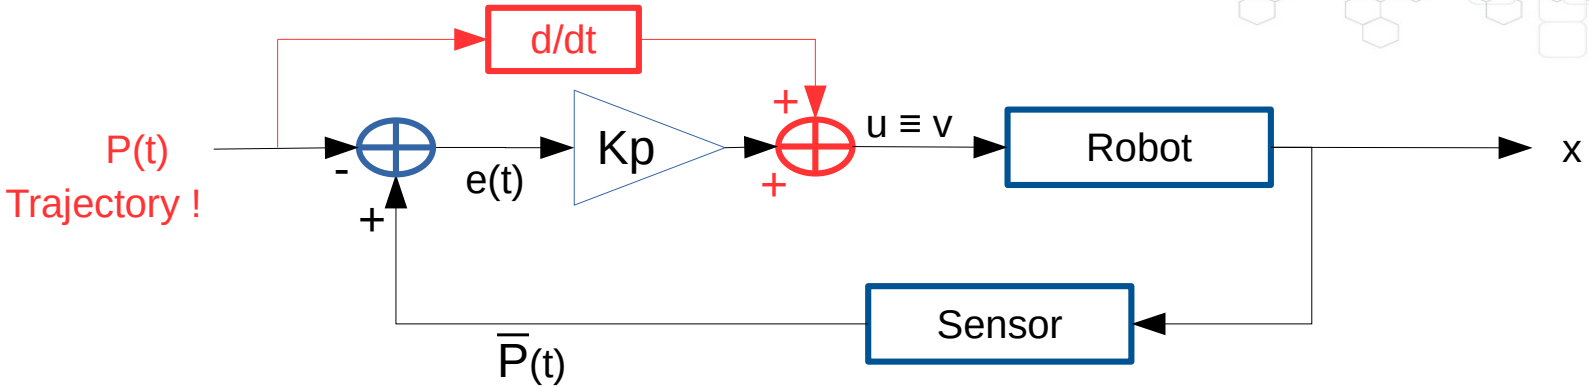 d/dt
+
P(t)
Trajectory !
-
+
e(t)
Kp
+
u ≡ v
Robot
x
Sensor
P̅(t)